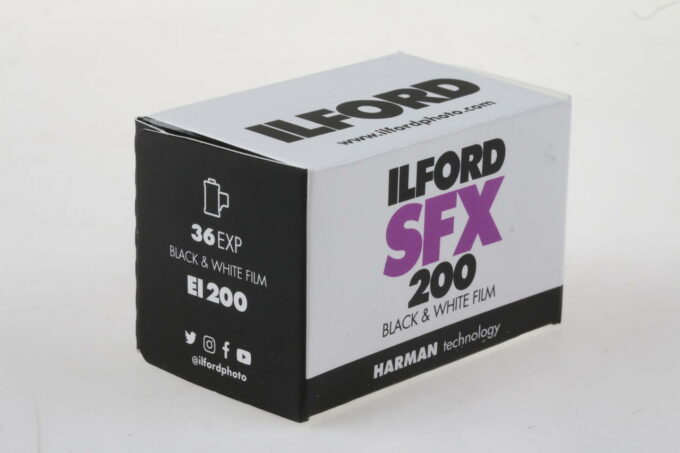 ILFORD
www.ilfordphoto.com
ILFORD
SFX
200
BLACK & WHITE FILM
HARMAN technology
36 EXP
BLACK & WHITE FILM
EI 200
@ilfordphoto